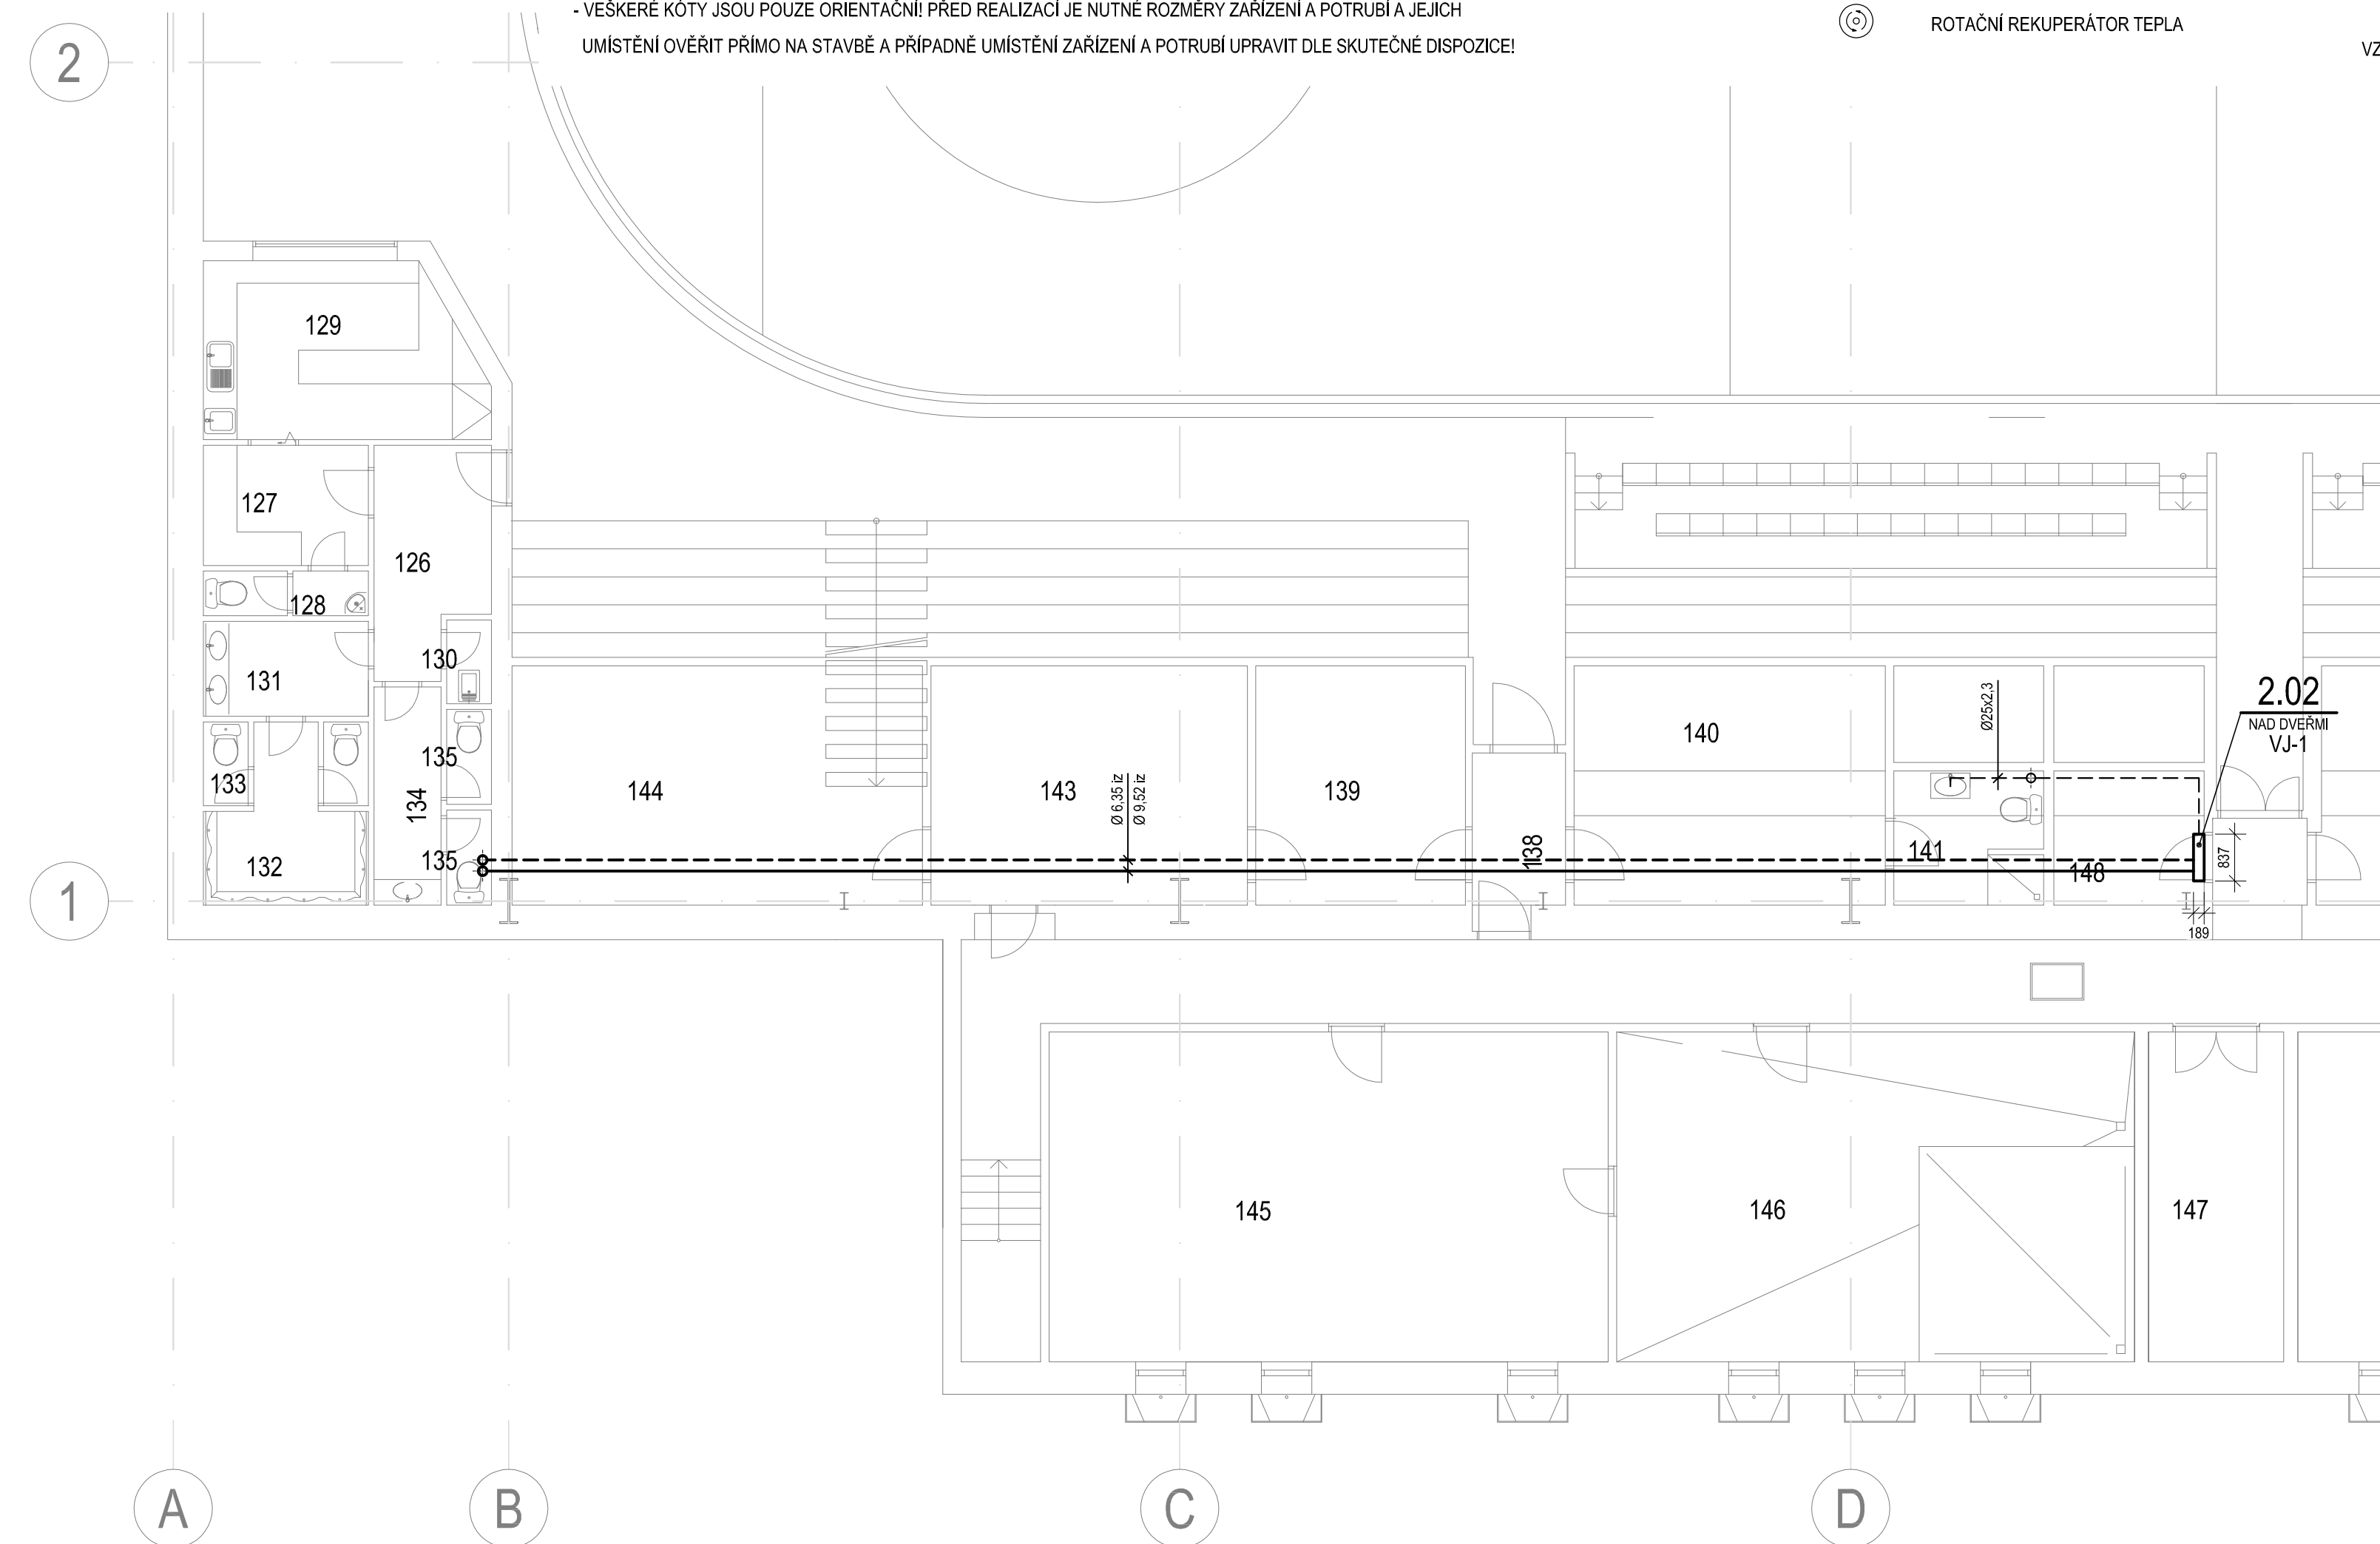 - VEŠKERÉ KÓTY JSOU POUZE ORIENTAČNÍ! PŘED REALIZACÍ JE NUTNÉ ROZMĚRY ZAŘÍZENÍ A POTRUBÍ A JEJICH
UMÍSTĚNÍ OVĚŘIT PŘÍMO NA STAVBĚ A PŘÍPADNĚ UMÍSTĚNÍ ZAŘÍZENÍ A POTRUBÍ UPRAVIT DLE SKUTEČNÉ DISPOZICE!
ROTAČNÍ REKUPERÁTOR TEPLA
VZ
2
129
127
126
128
130
131
135
133
134
132
135
144
143
Ø 6,35 iz
Ø 9,52 iz
139
138
140
Ø25x2,3
141
148
2.02
NAD DVEŘMI
VJ-1
837
189
1
145
146
147
A
B
C
D